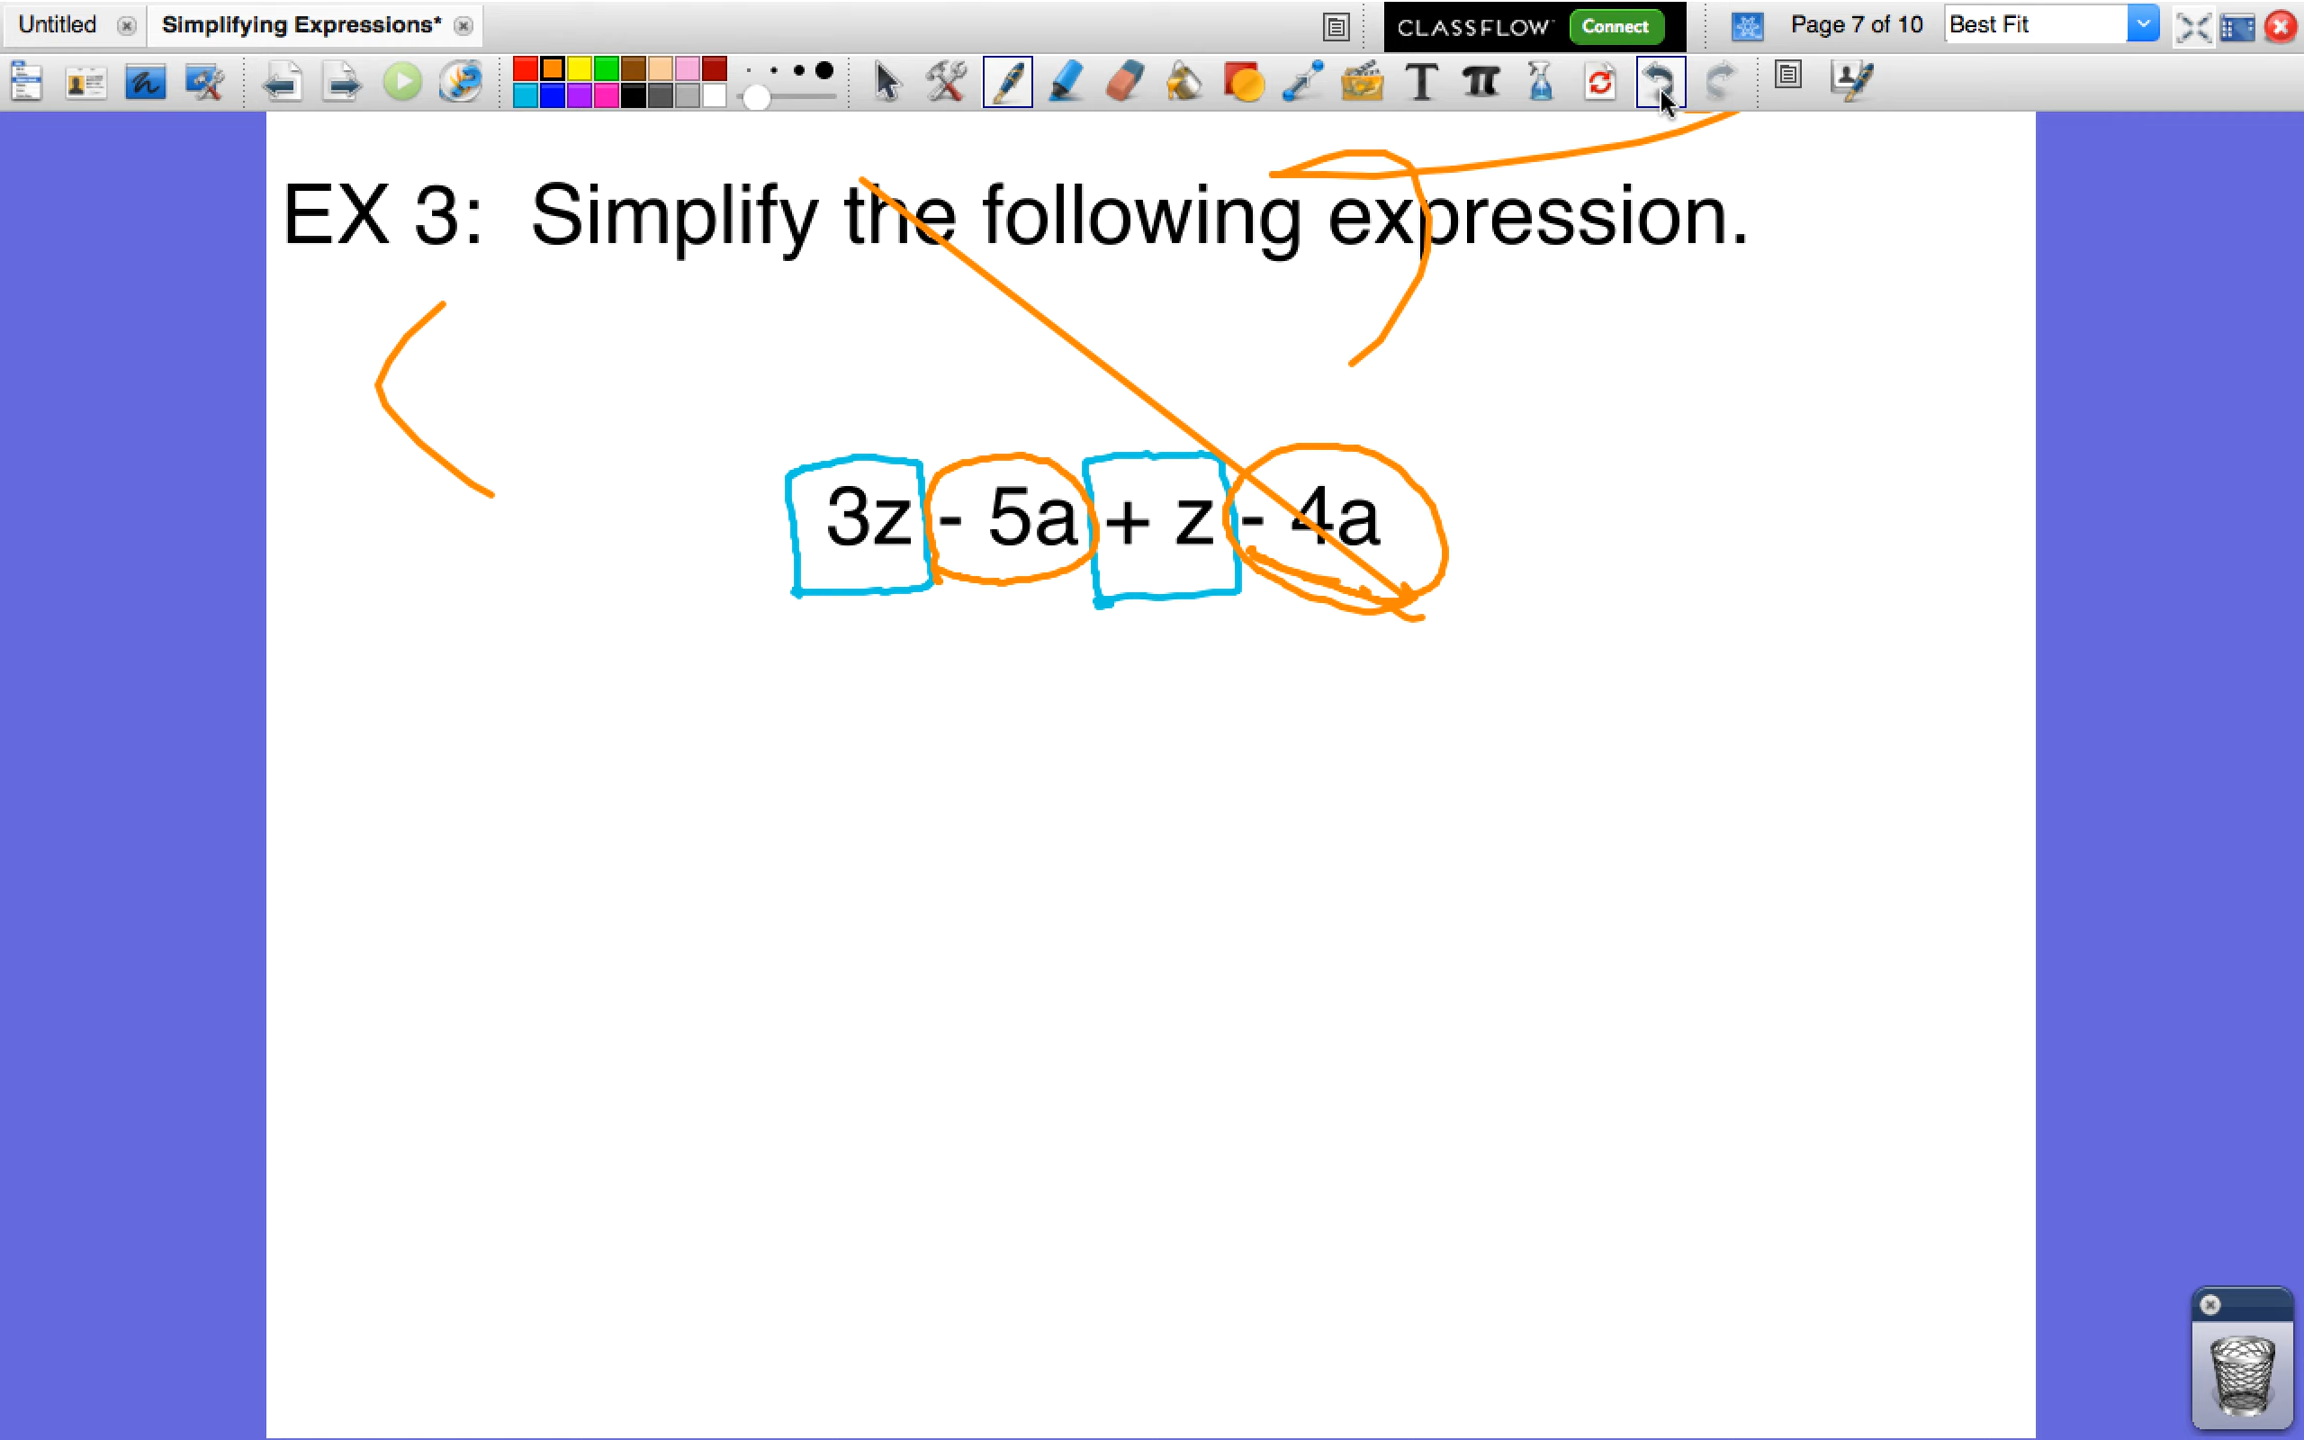 Untitled
Simplifying Expressions*
CLASSFLOW Connect
Page 7 of 10
Best Fit
T π
EX 3: Simplify the following expression.
3z - 5a + z - 4a